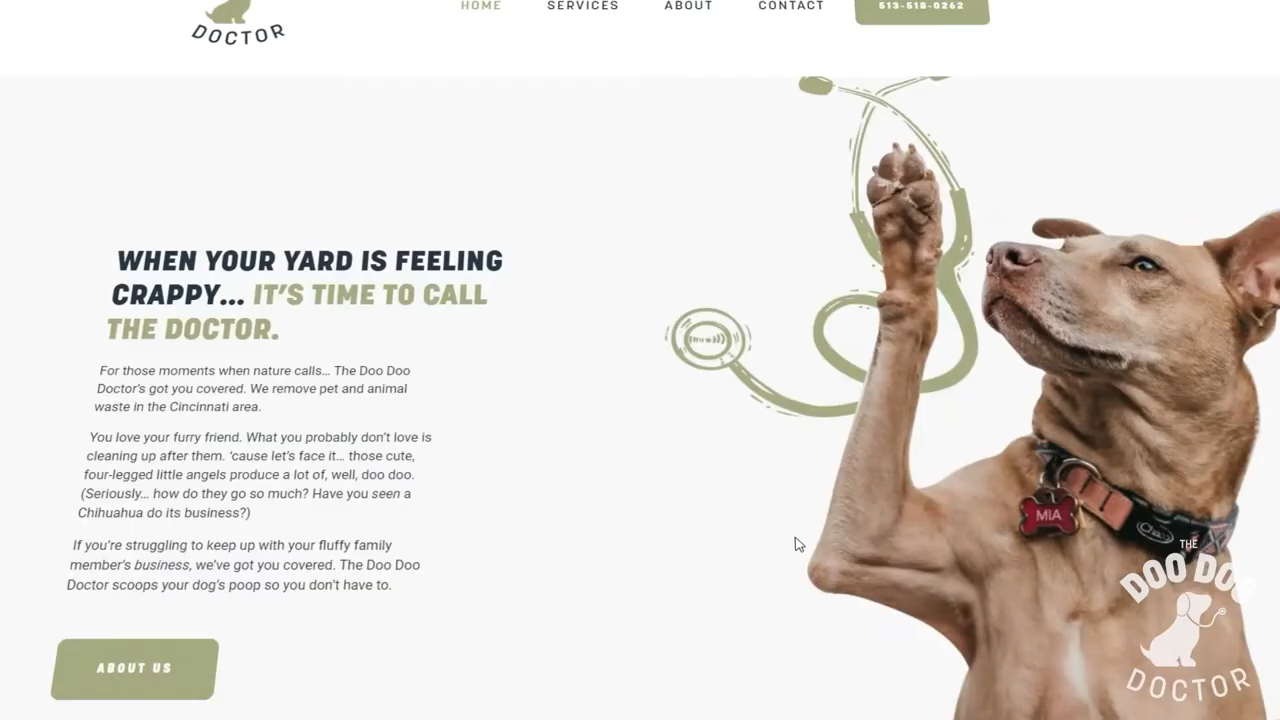 DOCTOR
HOME
SERVICES
ABOUT
CONTACT
513-518-0262
WHEN YOUR YARD IS FEELING
CRAPPY... IT'S TIME TO CALL
THE DOCTOR.
For those moments when nature calls... The Doo Doo
Doctor's got you covered. We remove pet and animal
waste in the Cincinnati area.
You love your furry friend. What you probably don't love is
cleaning up after them. 'cause let's face it... those cute,
four-legged little angels produce a lot of, well, doo doo.
(Seriously... how do they go so much? Have you seen a
Chihuahua do its business?)
If you're struggling to keep up with your fluffy family
member's business, we've got you covered. The Doo Doo
Doctor scoops your dog's poop so you don't have to.
ABOUT US
MIA
THE
DOO DOO
DOCTOR